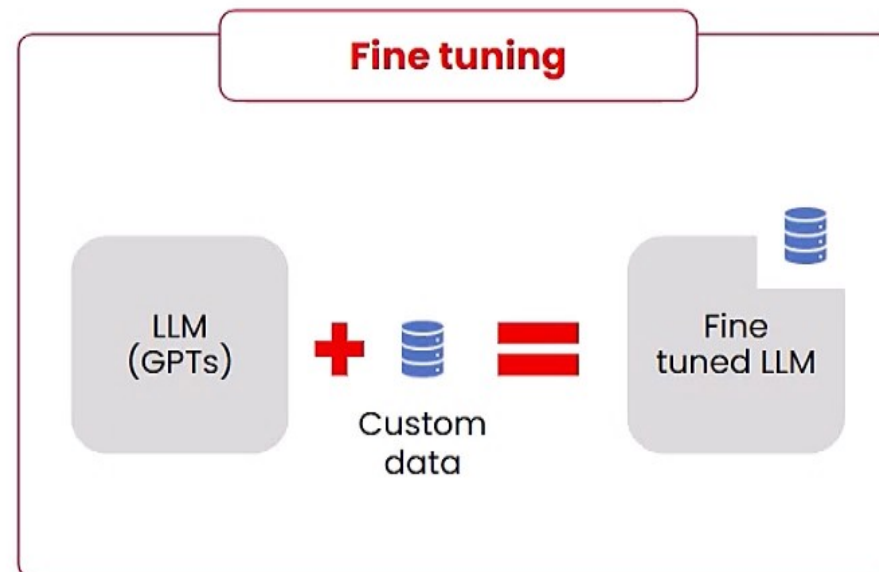 Fine tuning
LLM
(GPTs)
Custom
data
Fine
tuned LLM